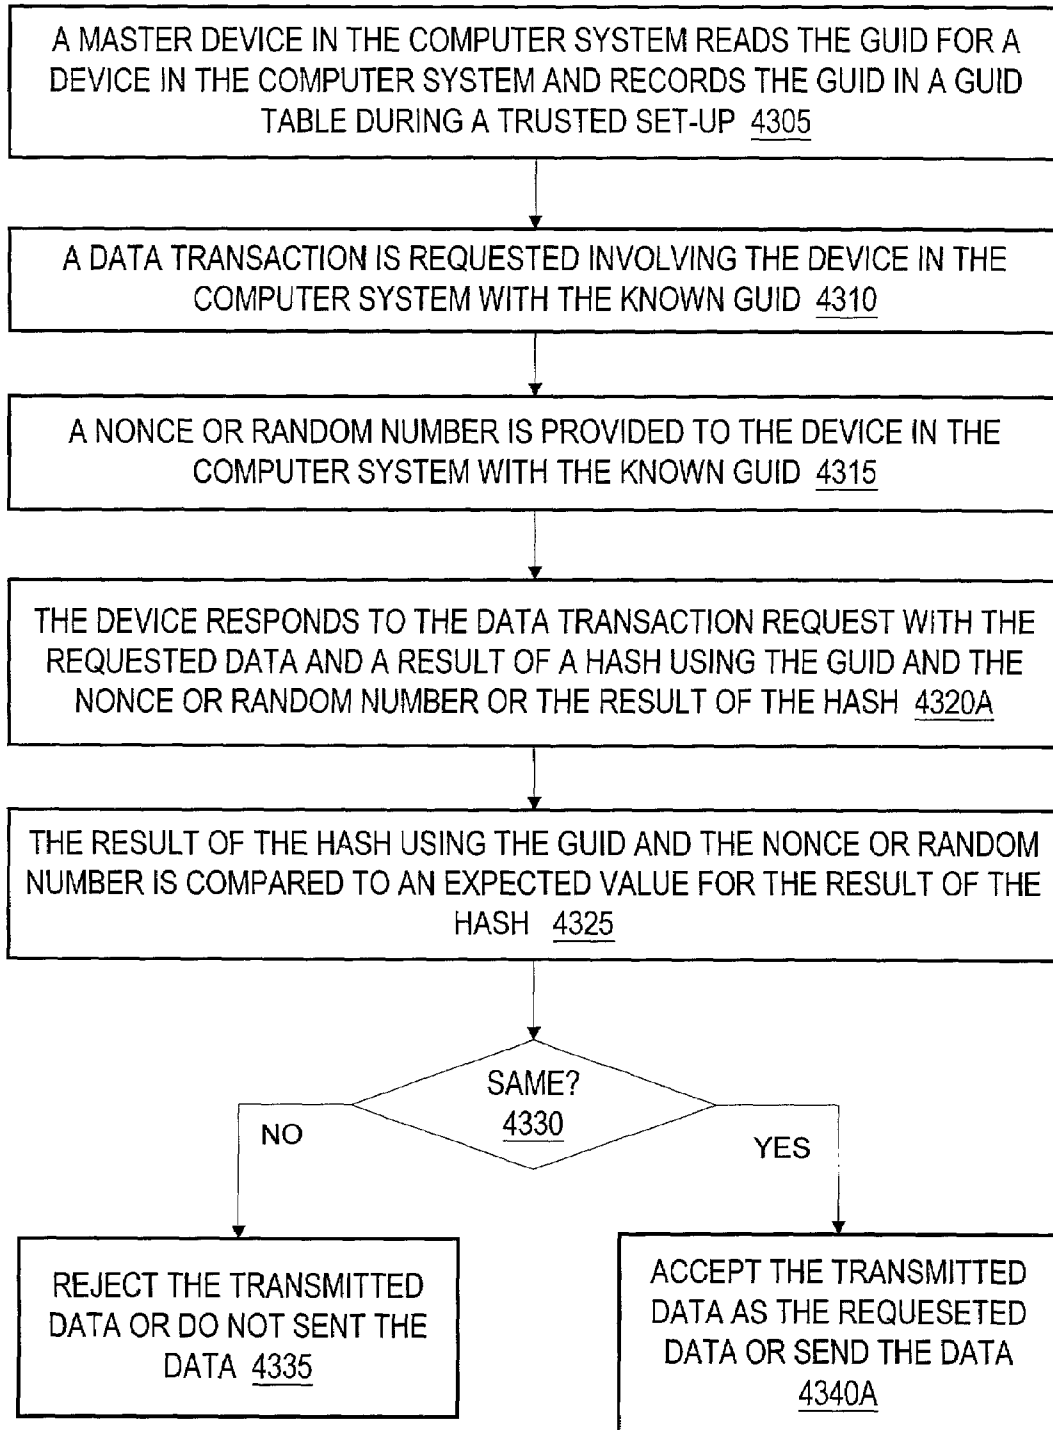 A MASTER DEVICE IN THE COMPUTER SYSTEM READS THE GUID FOR A
DEVICE IN THE COMPUTER SYSTEM AND RECORDS THE GUID IN A GUID
TABLE DURING A TRUSTED SET-UP 4305
A DATA TRANSACTION IS REQUESTED INVOLVING THE DEVICE IN THE
COMPUTER SYSTEM WITH THE KNOWN GUID 4310
A NONCE OR RANDOM NUMBER IS PROVIDED TO THE DEVICE IN THE
COMPUTER SYSTEM WITH THE KNOWN GUID 4315
THE DEVICE RESPONDS TO THE DATA TRANSACTION REQUEST WITH THE
REQUESTED DATA AND A RESULT OF A HASH USING THE GUID AND THE
NONCE OR RANDOM NUMBER OR THE RESULT OF THE HASH 4320A
THE RESULT OF THE HASH USING THE GUID AND THE NONCE OR RANDOM
NUMBER IS COMPARED TO AN EXPECTED VALUE FOR THE RESULT OF THE
HASH 4325
SAME?
4330
NO
YES
REJECT THE TRANSMITTED
DATA OR DO NOT SENT THE
DATA 4335
ACCEPT THE TRANSMITTED
DATA AS THE REQUESETED
DATA OR SEND THE DATA
4340A